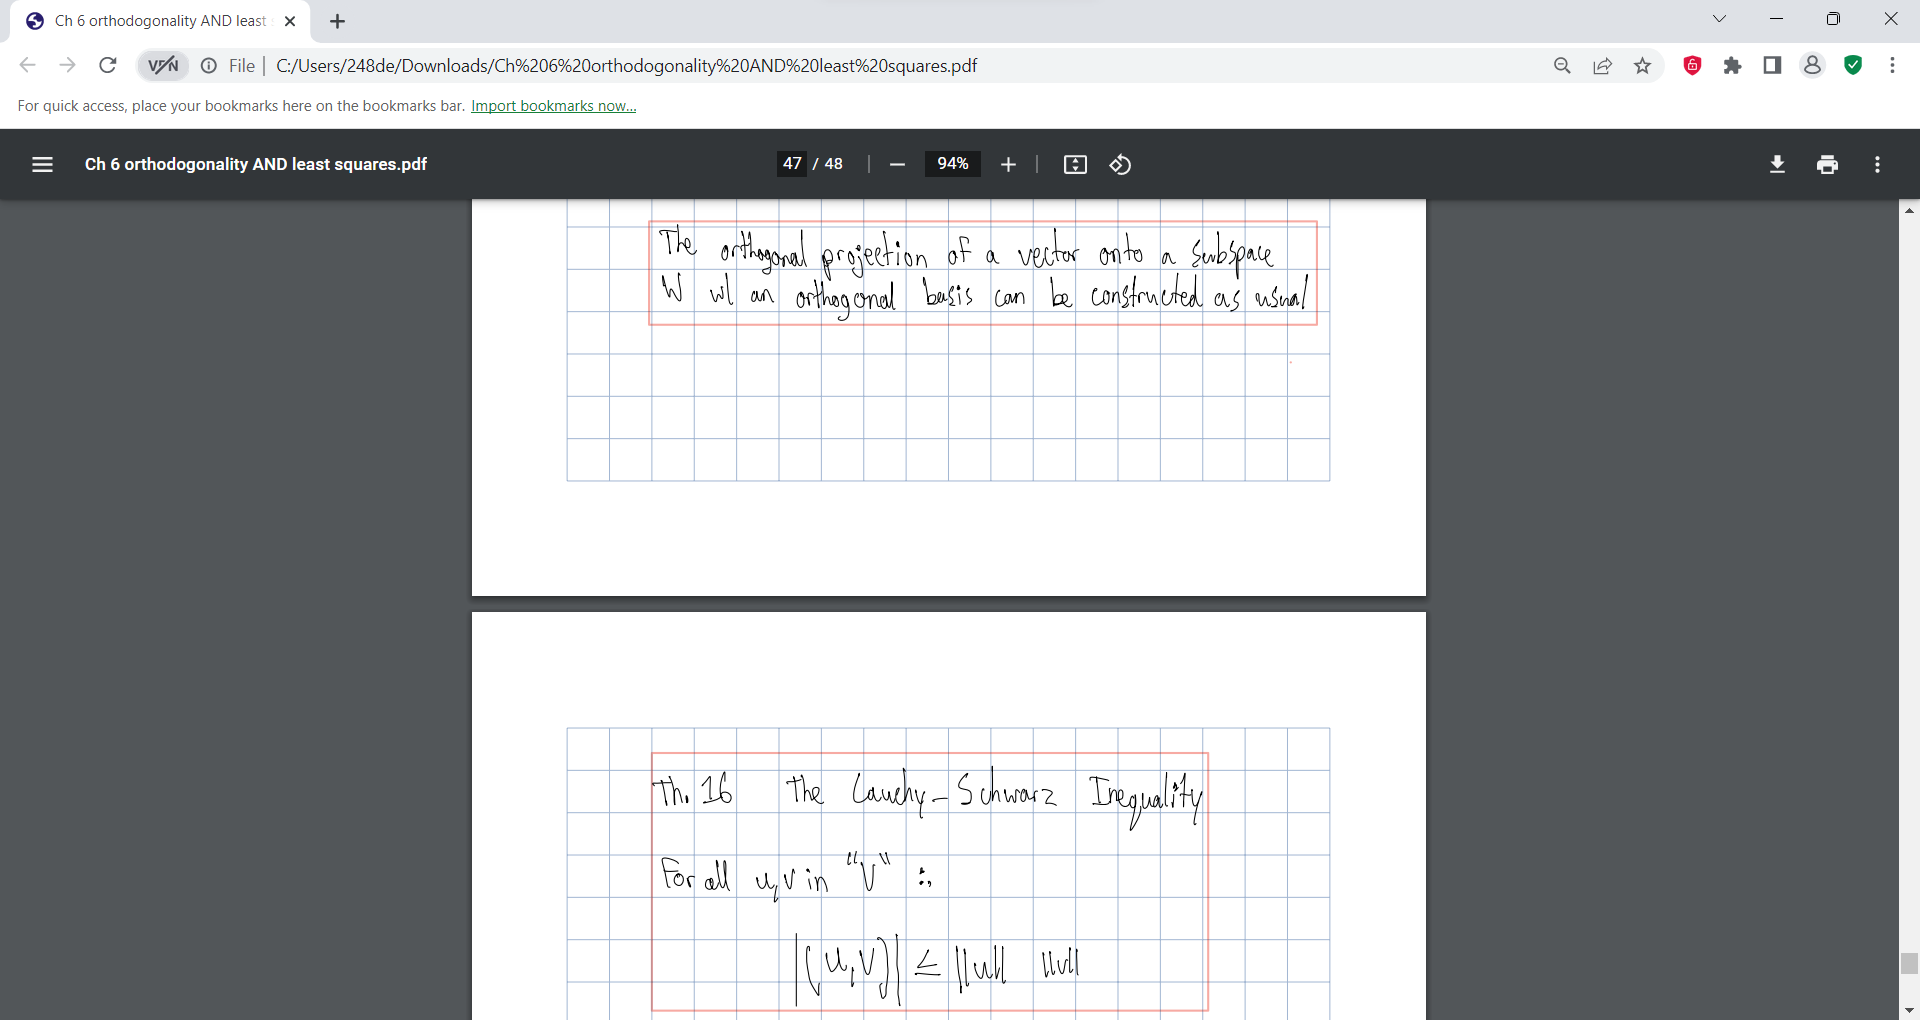 Ch 6 orthodogonality AND least
VPN
File
C:/Users/248de/Downloads/Ch%206%20orthodogonality%20AND%20least%20squares.pdf
For quick access, place your bookmarks here on the bookmarks bar. Import bookmarks now...
Ch 6 orthodogonality AND least squares.pdf
47 / 48
94%
The orthogonal projection of a vector onto a subspace
W w/ an orthogonal basis can be constructed as usual
Th. 16 The Cauchy-Schwarz Inequality
For all u,v in "V" :,
|(u,v)| ≤ ||u|| ||v||